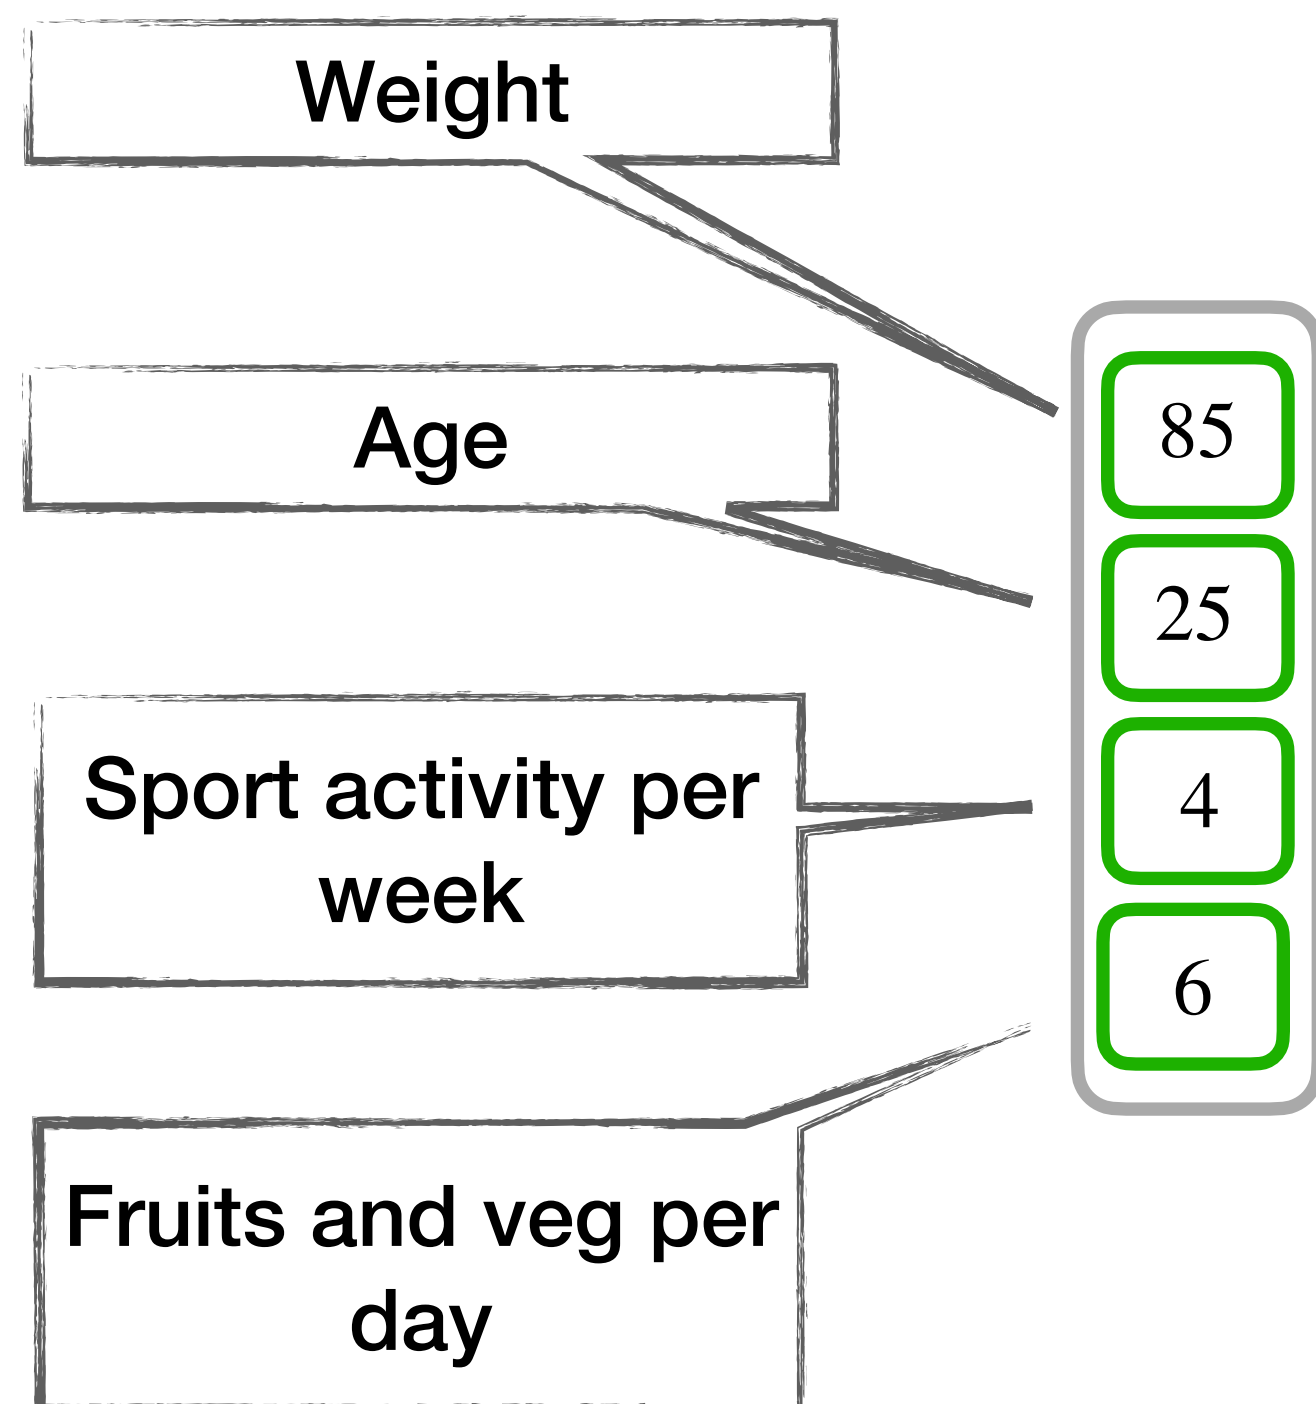 Weight
85
Age
25
Sport activity per
week
4
6
Fruits and veg per
day